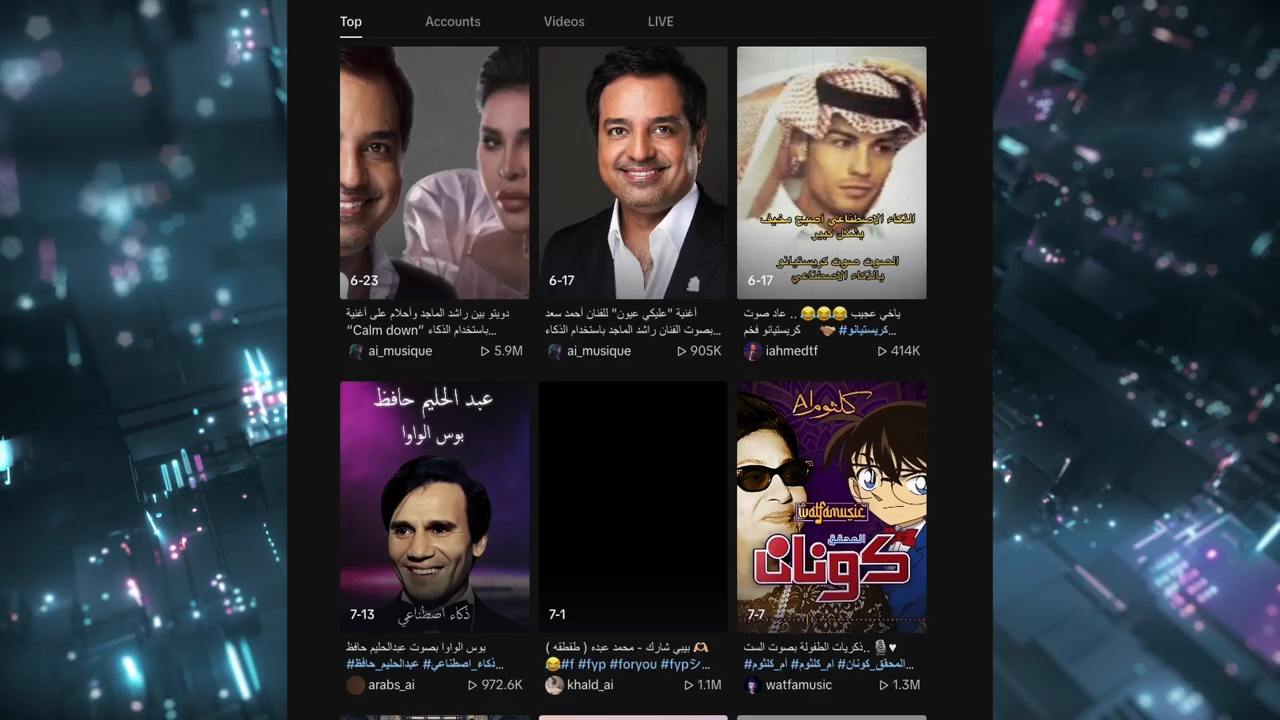 Top
Accounts
Videos
LIVE
6-23
دويتو بين راشد الماجد وأحلام على أغنية
"Calm down" باستخدام الذكاء...
ai_musique
5.9M
6-17
أغنية "عليكي عيون" للفنان أحمد سعد
بصوت الفنان راشد الماجد باستخدام الذكاء...
ai_musique
905K
الذكاء الاصطناعي اصبح مخيف
بشكل كبير
الصوت صوت كريستيانو
بالذكاء الاصطناعي
6-17
ياخي عجيب 😂😂😂 .. عاد صوت
كريستيانو فخم 🤝 #كريستيانو...
iahmedtf
414K
عبد الحليم حافظ
بوس الواوا
ذكاء اصطناعي
7-13
بوس الواوا بصوت عبدالحليم حافظ
#عبدالحليم_حافظ #ذكاء_اصطناعي...
arabs_ai
972.6K
7-1
بيبي شارك - محمد عبده ( طقطقه ) 🫶
😂#f #fyp #foryou #fypシ...
khald_ai
1.1M
كلثوم AI
watfamusic
المحقق
كونان
7-7
ذكريات الطفولة بصوت الست.. 🎙️♥
#أم_كلثوم #ام_كلثوم #المحقق_كونان...
watfamusic
1.3M